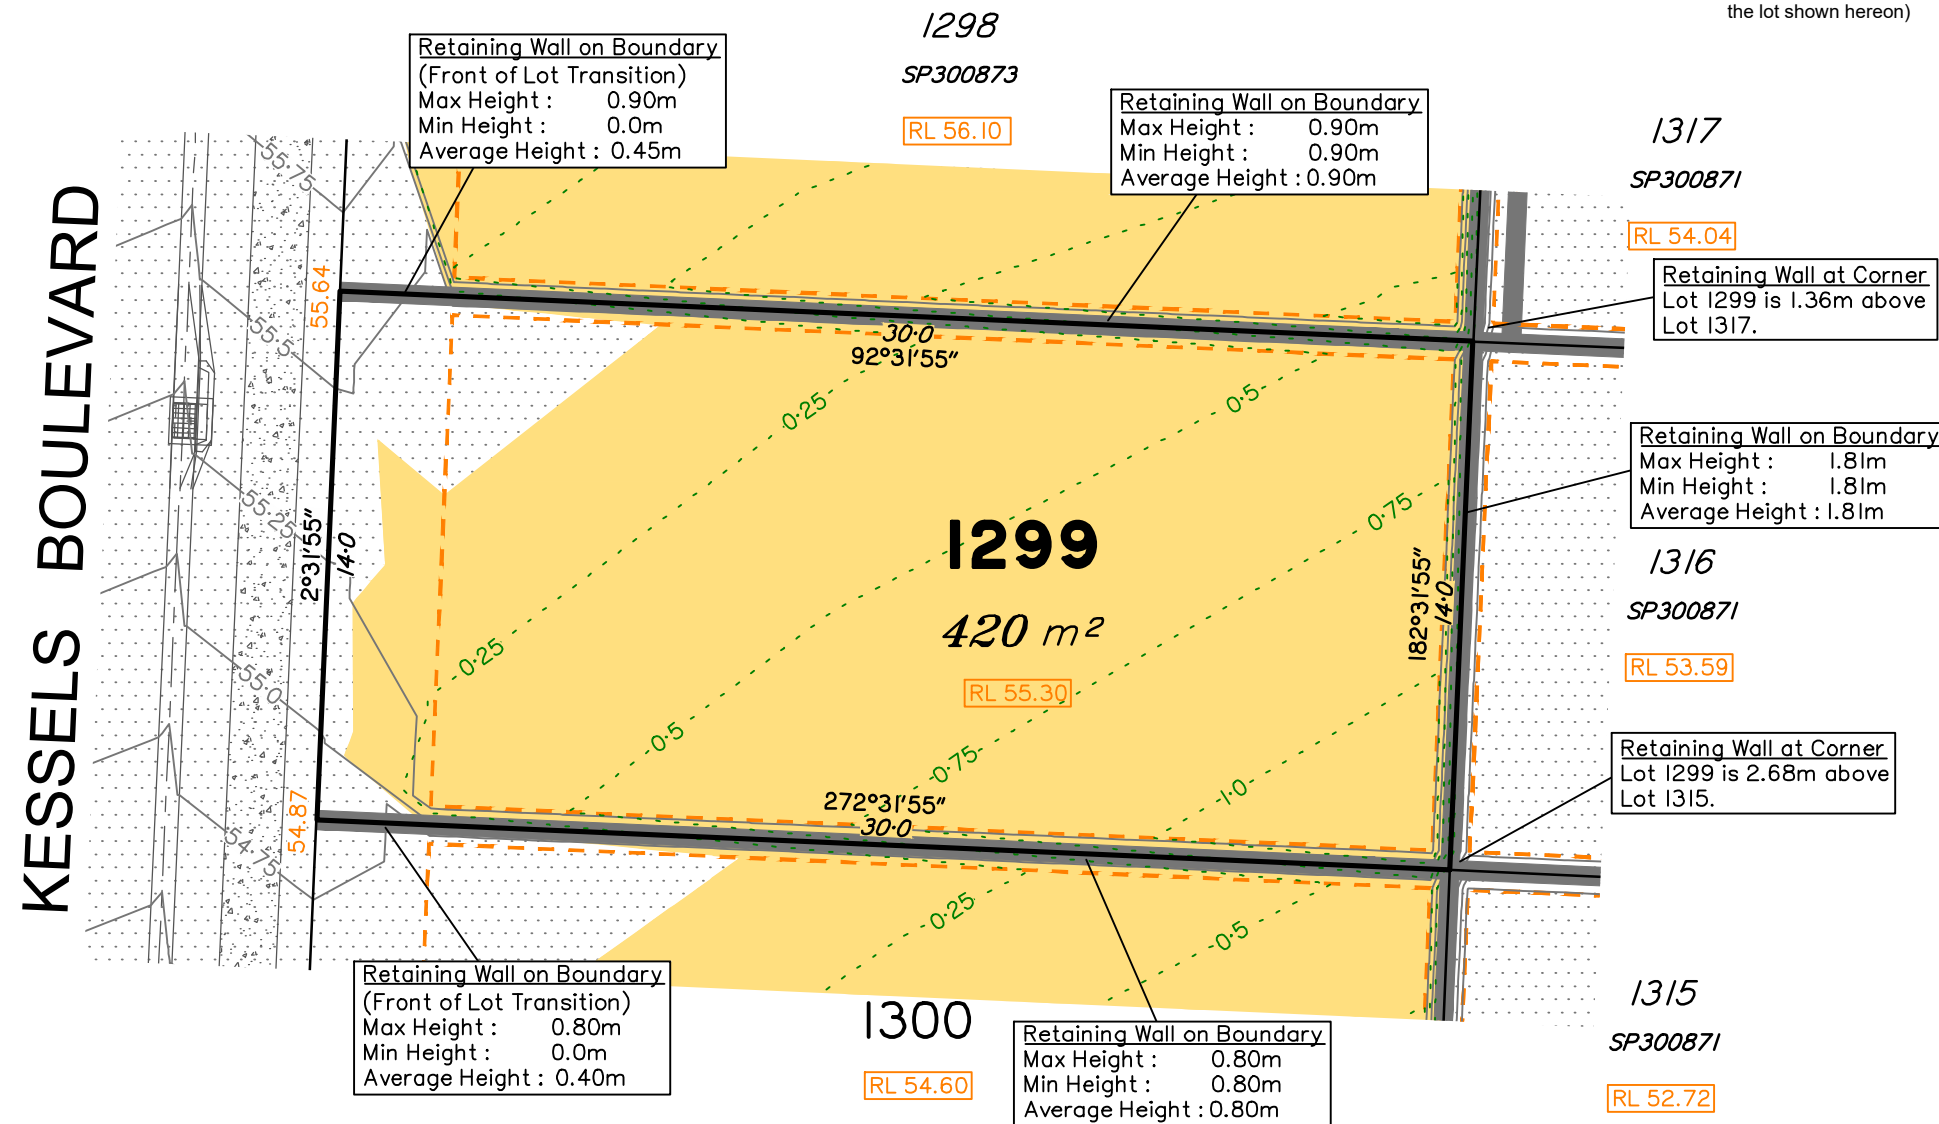 the lot shown hereon)
1298
SP300873
RL 56.10
Retaining Wall on Boundary
(Front of Lot Transition)
Max Height : 0.90m
Min Height : 0.0m
Average Height : 0.45m
Retaining Wall on Boundary
Max Height : 0.90m
Min Height : 0.90m
Average Height : 0.90m
1317
SP300871
RL 54.04
Retaining Wall at Corner
Lot 1299 is 1.36m above
Lot 1317.
KESSELS BOULEVARD
55·75
55.64
55·5
55·25
55·0
54.87
54·75
30·0
92°31'55"
0·25
0·5
0·75
2°31'55"
14·0
1299
420 m²
RL 55.30
182°31'55"
14·0
Retaining Wall on Boundary
Max Height : 1.81m
Min Height : 1.81m
Average Height : 1.81m
1316
SP300871
RL 53.59
0·25
0·5
0·75
1·0
272°31'55"
30·0
Retaining Wall at Corner
Lot 1299 is 2.68m above
Lot 1315.
0·25
0·5
Retaining Wall on Boundary
(Front of Lot Transition)
Max Height : 0.80m
Min Height : 0.0m
Average Height : 0.40m
1300
RL 54.60
Retaining Wall on Boundary
Max Height : 0.80m
Min Height : 0.80m
Average Height : 0.80m
1315
SP300871
RL 52.72